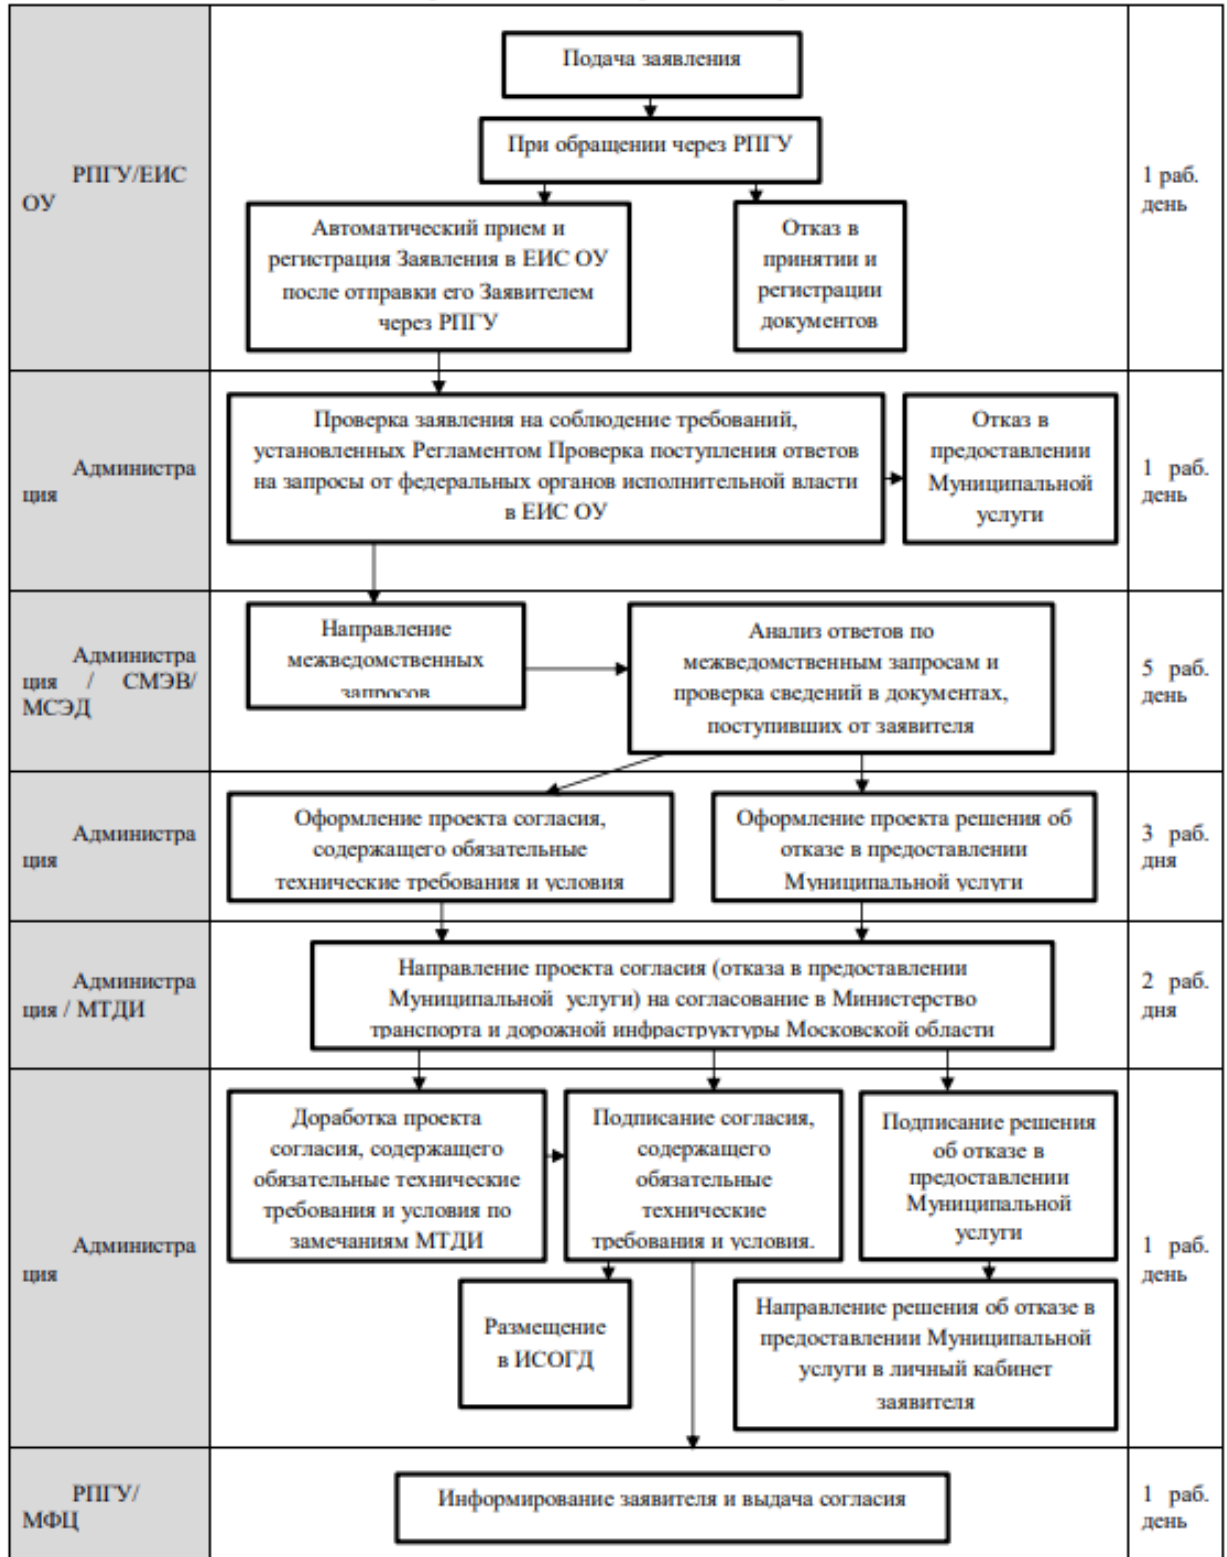 Подача заявления
При обращении через РПГУ
РПГУ/ЕИС
ОУ
1 раб.
день
Автоматический прием и
регистрация Заявления в ЕИС ОУ
после отправки его Заявителем
через РПГУ
Отказ в
принятии и
регистрации
документов
Администра
ция
Проверка заявления на соблюдение требований,
установленных Регламентом Проверка поступления ответов
на запросы от федеральных органов исполнительной власти
в ЕИС ОУ
Отказ в
предоставлении
Муниципальной
услуги
1 раб.
день
Администра
ция / СМЭВ/
МСЭД
Направление
межведомственных
запросов
Анализ ответов по
межведомственным запросам и
проверка сведений в документах,
поступивших от заявителя
5 раб.
день
Администра
ция
Оформление проекта согласия,
содержащего обязательные
технические требования и условия
Оформление проекта решения об
отказе в предоставлении
Муниципальной услуги
3 раб.
дня
Администра
ция / МТДИ
Направление проекта согласия (отказа в предоставлении
Муниципальной услуги) на согласование в Министерство
транспорта и дорожной инфраструктуры Московской области
2 раб.
дня
Администра
ция
Доработка проекта
согласия, содержащего
обязательные технические
требования и условия по
замечаниям МТДИ
Подписание согласия,
содержащего
обязательные
технические
требования и условия.
Подписание решения
об отказе в
предоставлении
Муниципальной
услуги
1 раб.
день
Размещение
в ИСОГД
Направление решения об отказе в
предоставлении Муниципальной
услуги в личный кабинет
заявителя
РПГУ/
МФЦ
Информирование заявителя и выдача согласия
1 раб.
день